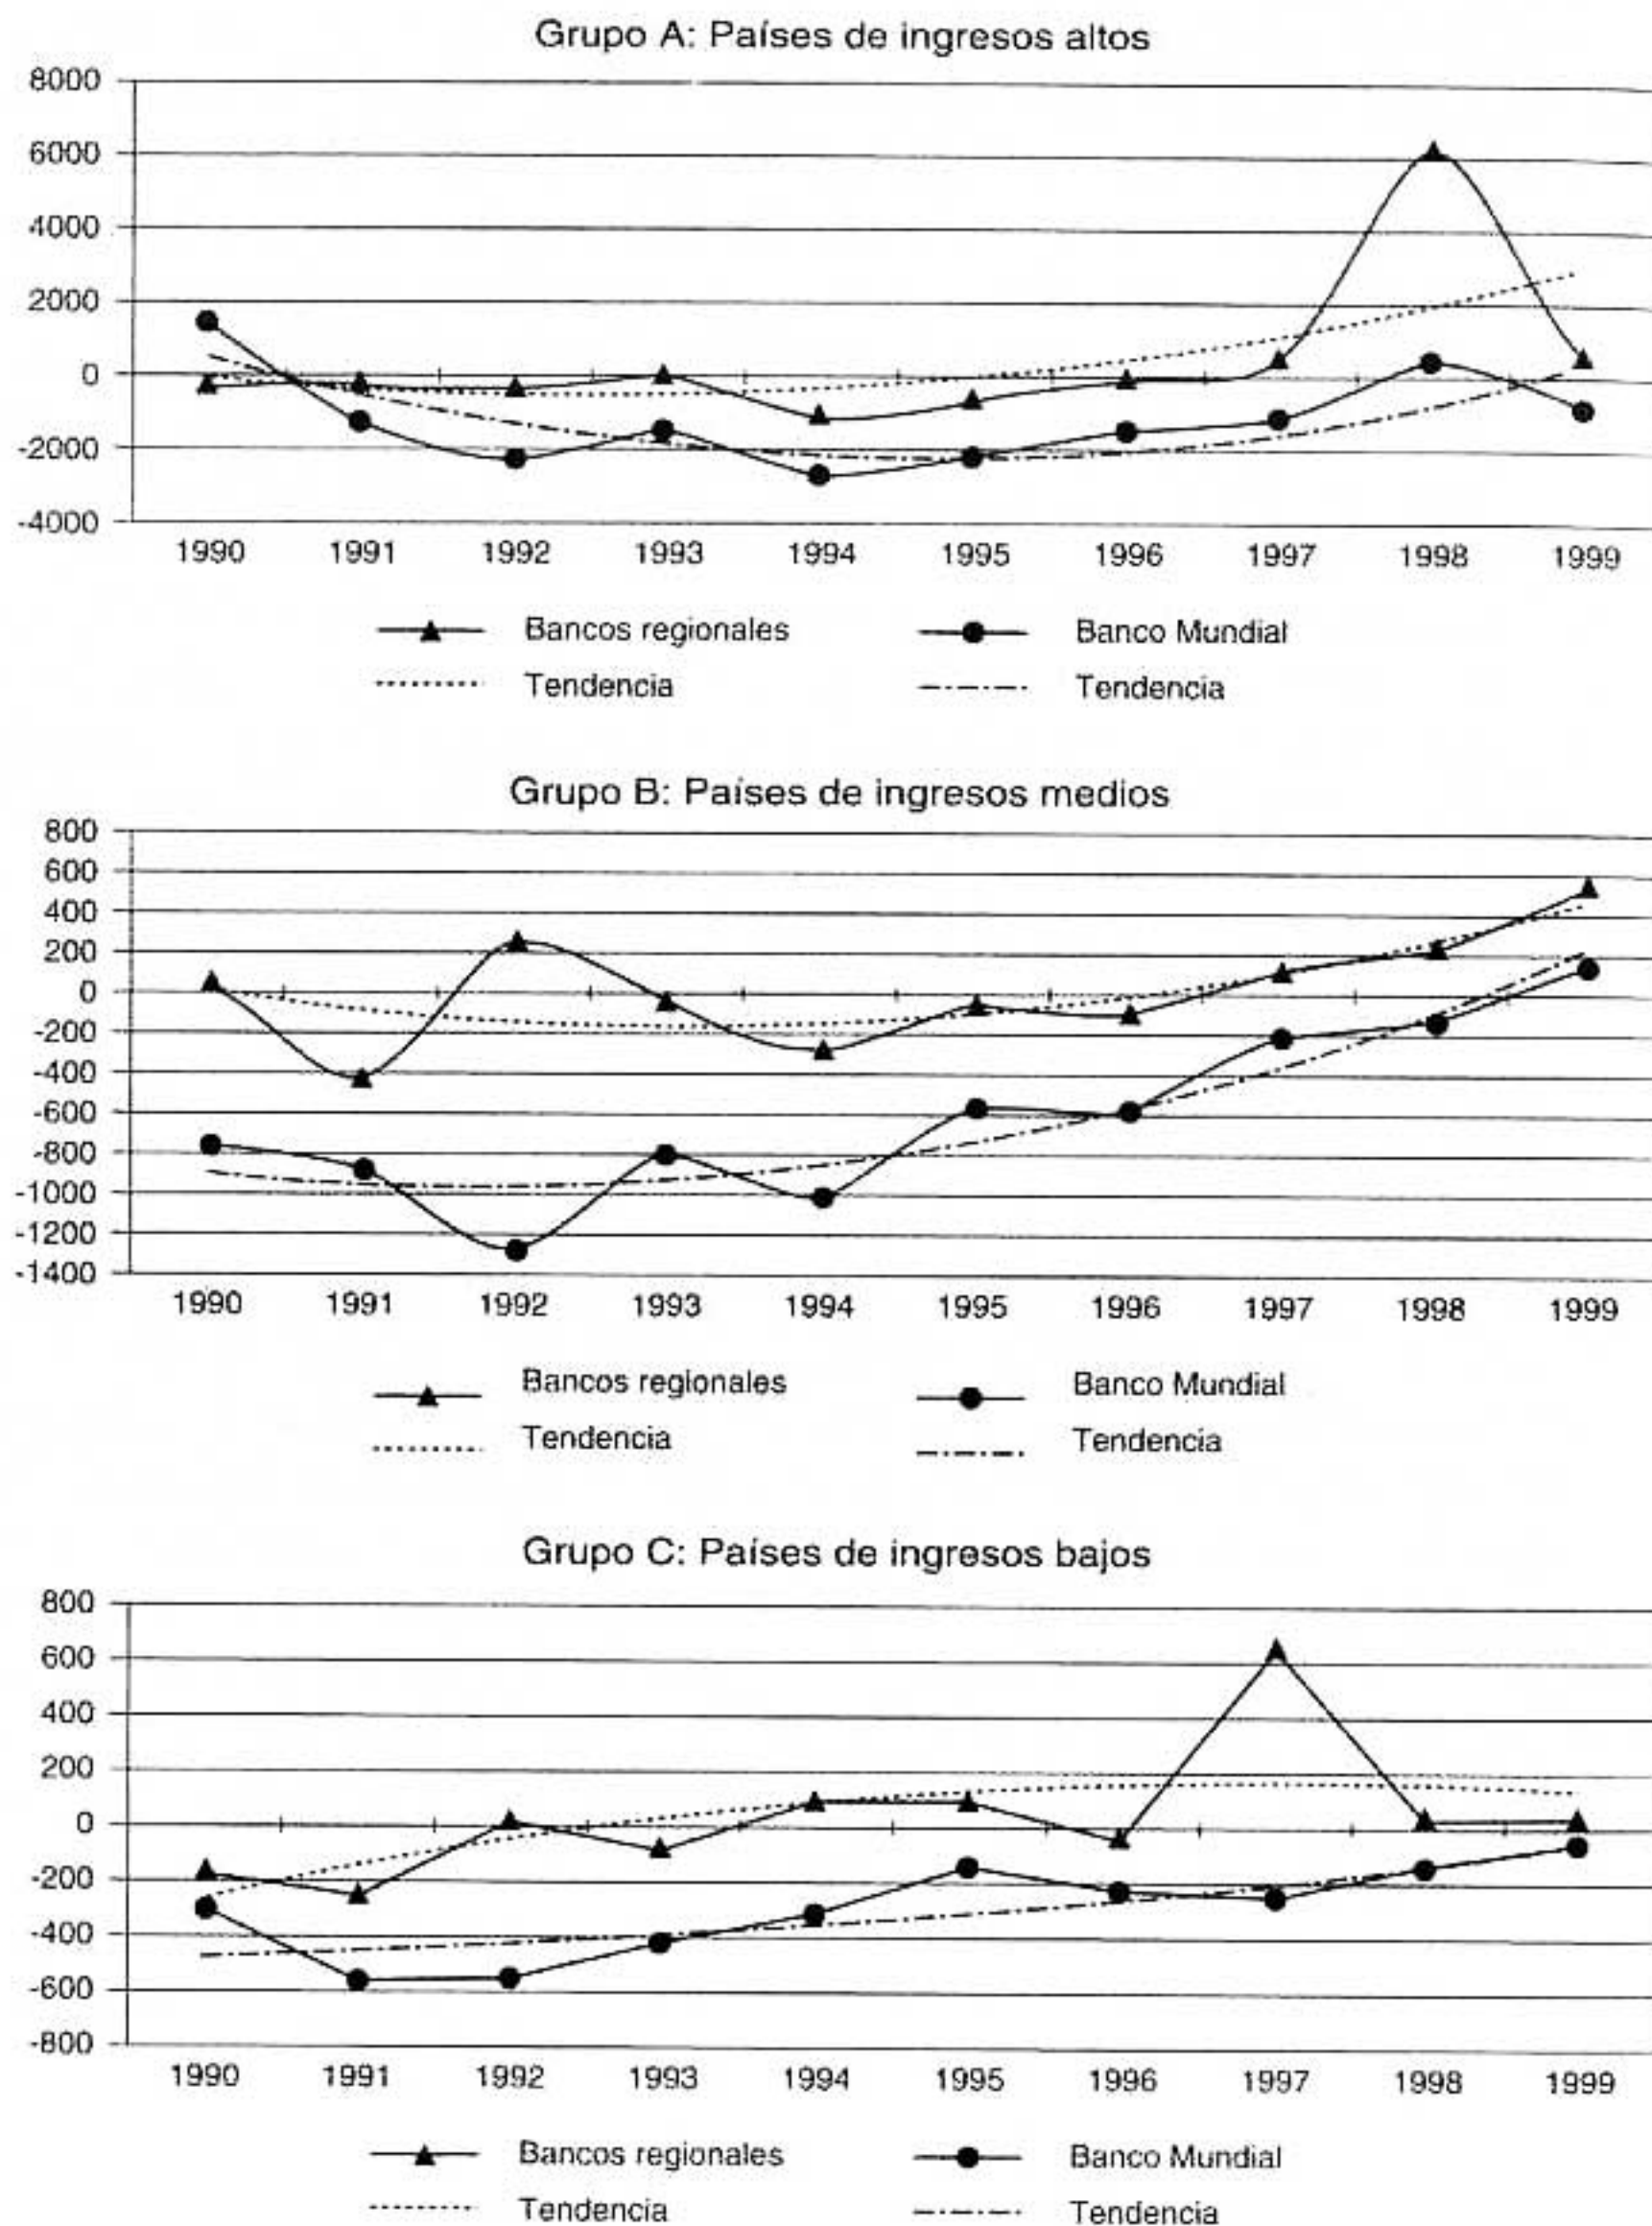 Grupo A: Países de ingresos altos
8000
6000
4000
2000
0
-2000
-4000
1990 1991 1992 1993 1994 1995 1996 1997 1998 1999
Bancos regionales Banco Mundial
Tendencia Tendencia
Grupo B: Países de ingresos medios
800
600
400
200
0
-200
-400
-600
-800
-1000
-1200
-1400
1990 1991 1992 1993 1994 1995 1996 1997 1998 1999
Bancos regionales Banco Mundial
Tendencia Tendencia
Grupo C: Países de ingresos bajos
800
600
400
200
0
-200
-400
-600
-800
1990 1991 1992 1993 1994 1995 1996 1997 1998 1999
Bancos regionales Banco Mundial
Tendencia Tendencia